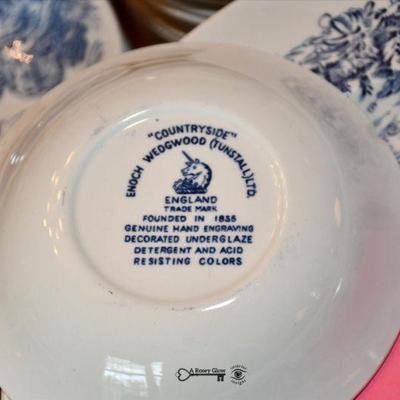 "COUNTRYSIDE"
ENOCH WEDGWOOD (TUNSTALL) LTD.
ENGLAND
TRADE MARK
FOUNDED IN 1835
GENUINE HAND ENGRAVING
DECORATED UNDERGLAZE
DETERGENT AND ACID
RESISTING COLORS
A Rosey Glow